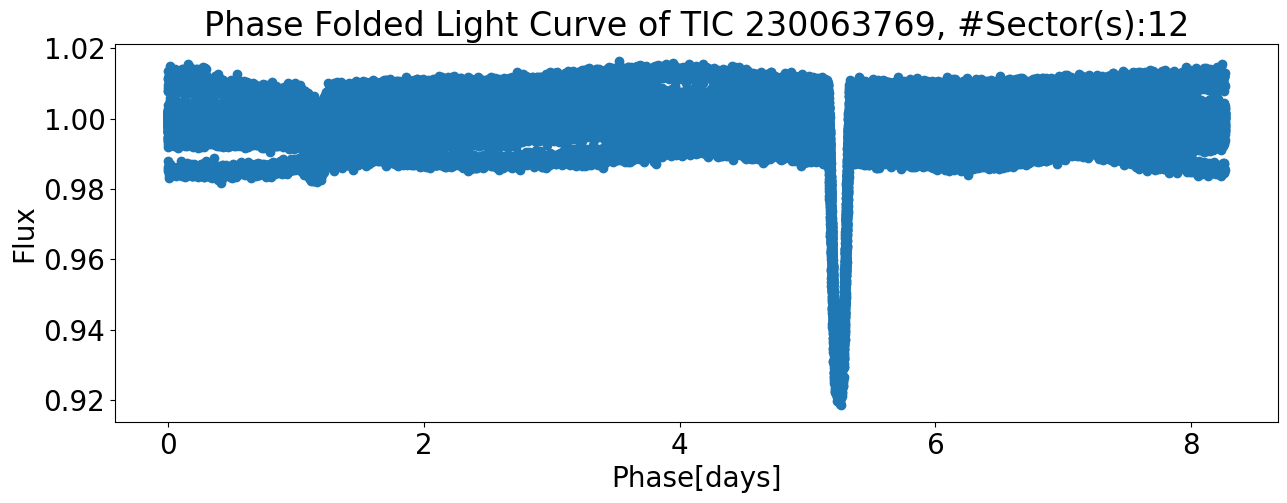 Phase Folded Light Curve of TIC 230063769, #Sector(s):12
1.02
1.00
0.98
0.96
0.94
0.92
Flux
0 2 4 6 8
Phase[days]